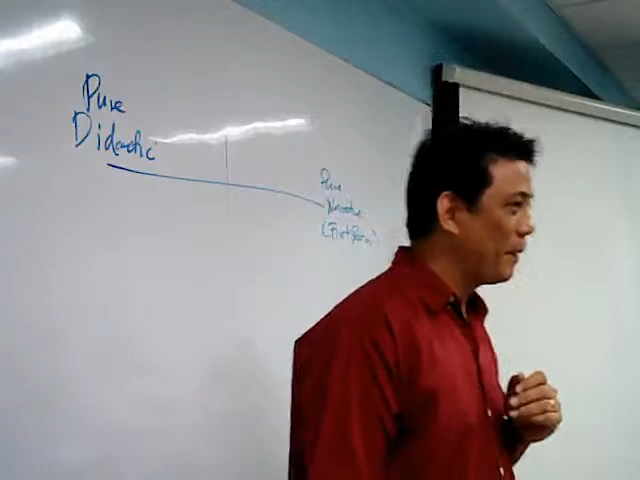 Pure
Didactic
Pure
Narrative
(First Person)